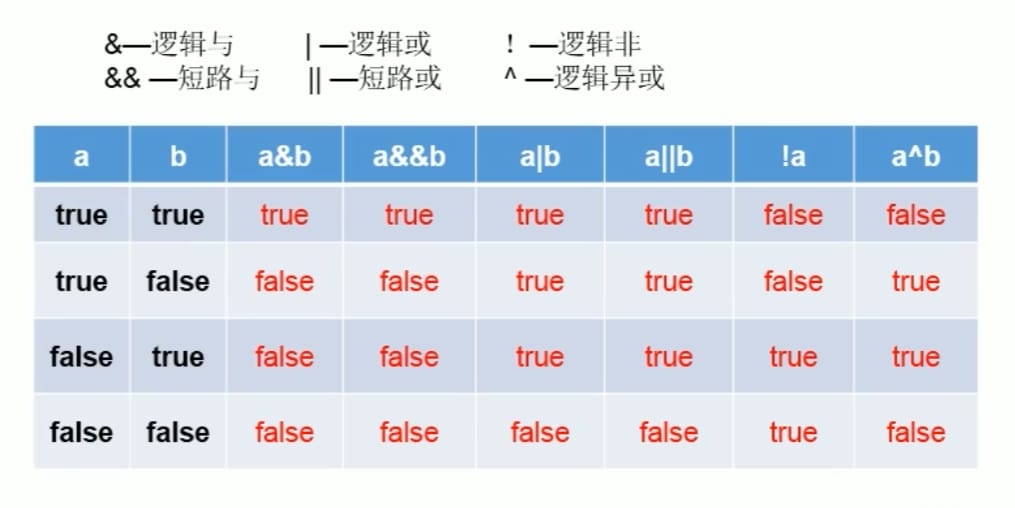 &—逻辑与 | —逻辑或 ! —逻辑非
&& —短路与 || —短路或 ^ —逻辑异或
a b a&b a&&b a|b a||b !a a^b
true true true true true true false false
true false false false true true false true
false true false false true true true true
false false false false false false true false